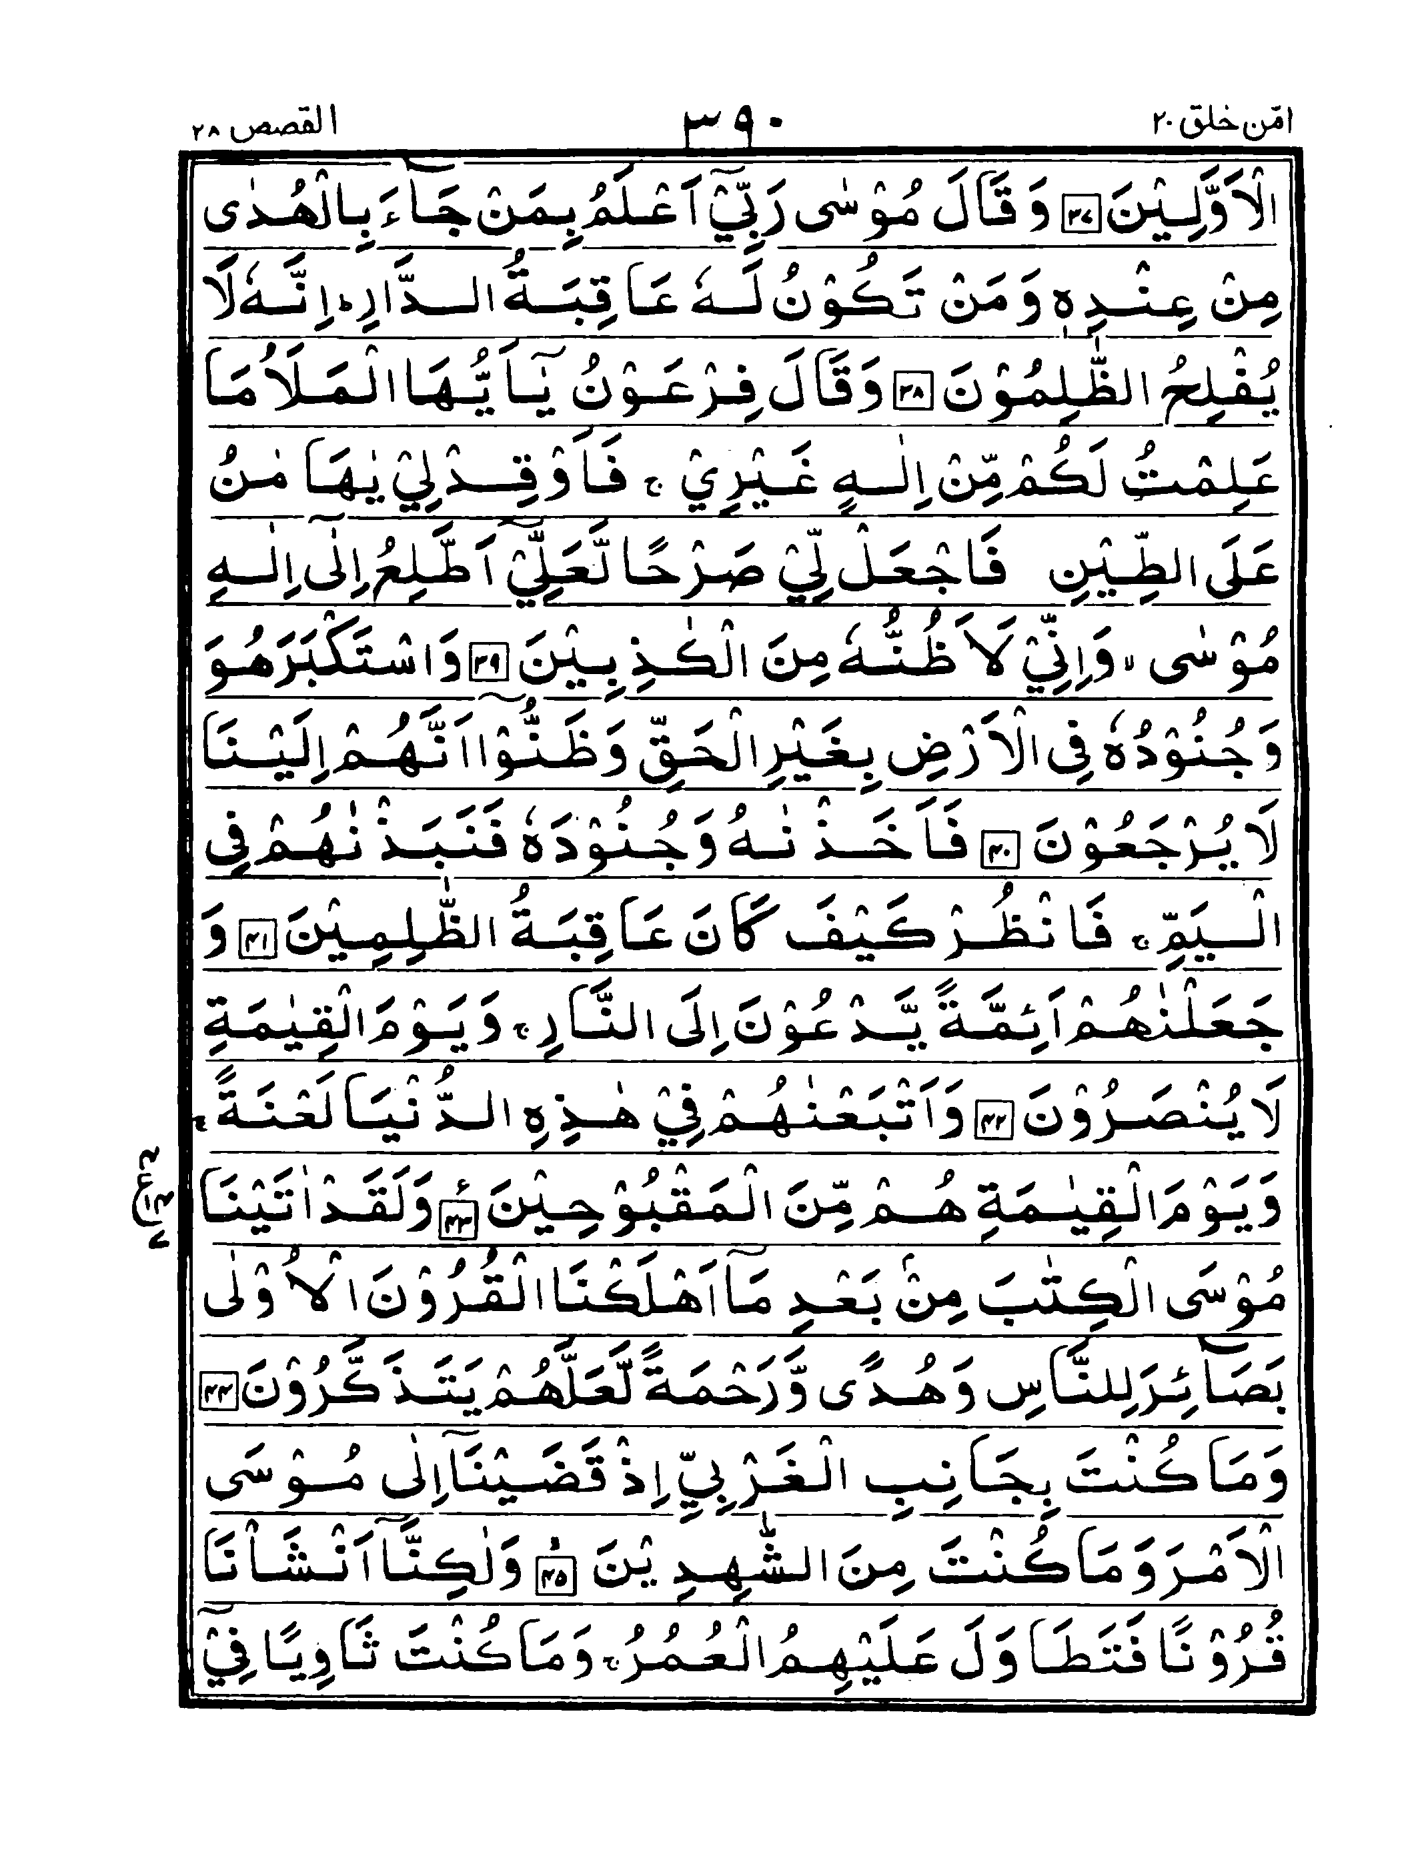 امّن خلق ٢٠
٣٩٠
القصص ٢٨
الْاَوَّلِيْنَ ٣٦ وَقَالَ مُوْسٰى رَبِّيْٓ اَعْلَمُ بِمَنْ جَآءَ بِالْهُدٰى
مِنْ عِنْدِهٖ وَمَنْ تَكُوْنُ لَهٗ عَاقِبَةُ الدَّارِؕ اِنَّهٗ لَا
يُفْلِحُ الظّٰلِمُوْنَ ٣٧ وَقَالَ فِرْعَوْنُ يٰٓاَيُّهَا الْمَلَاُ مَا
عَلِمْتُ لَكُمْ مِّنْ اِلٰهٍ غَيْرِيْۚ فَاَوْقِدْ لِيْ يٰهَامٰنُ
عَلَى الطِّيْنِ فَاجْعَلْ لِّيْ صَرْحًا لَّعَلِّيْٓ اَطَّلِعُ اِلٰٓى اِلٰهِ
مُوْسٰىۙ وَاِنِّيْ لَاَظُنُّهٗ مِنَ الْكٰذِبِيْنَ ٣٩ وَاسْتَكْبَرَ هُوَ
وَجُنُوْدُهٗ فِي الْاَرْضِ بِغَيْرِ الْحَقِّ وَظَنُّوْٓا اَنَّهُمْ اِلَيْنَا
لَا يُرْجَعُوْنَ ٤٠ فَاَخَذْنٰهُ وَجُنُوْدَهٗ فَنَبَذْنٰهُمْ فِي
الْيَمِّۚ فَانْظُرْ كَيْفَ كَانَ عَاقِبَةُ الظّٰلِمِيْنَ ٤١ وَ
جَعَلْنٰهُمْ اَئِمَّةً يَّدْعُوْنَ اِلَى النَّارِۚ وَيَوْمَ الْقِيٰمَةِ
لَا يُنْصَرُوْنَ ٤٢ وَاَتْبَعْنٰهُمْ فِيْ هٰذِهِ الدُّنْيَا لَعْنَةًۚ
وَيَوْمَ الْقِيٰمَةِ هُمْ مِّنَ الْمَقْبُوْحِيْنَ ٤٣ وَلَقَدْ اٰتَيْنَا
مُوْسَى الْكِتٰبَ مِنْۢ بَعْدِ مَآ اَهْلَكْنَا الْقُرُوْنَ الْاُوْلٰى
بَصَآئِرَ لِلنَّاسِ وَهُدًى وَّرَحْمَةً لَّعَلَّهُمْ يَتَذَكَّرُوْنَ ٤٤
وَمَا كُنْتَ بِجَانِبِ الْغَرْبِيِّ اِذْ قَضَيْنَآ اِلٰى مُوْسَى
الْاَمْرَ وَمَا كُنْتَ مِنَ الشّٰهِدِيْنَ ٤٥ وَلٰكِنَّآ اَنْشَاْنَا
قُرُوْنًا فَتَطَاوَلَ عَلَيْهِمُ الْعُمُرُۚ وَمَا كُنْتَ ثَاوِيًا فِيْٓ